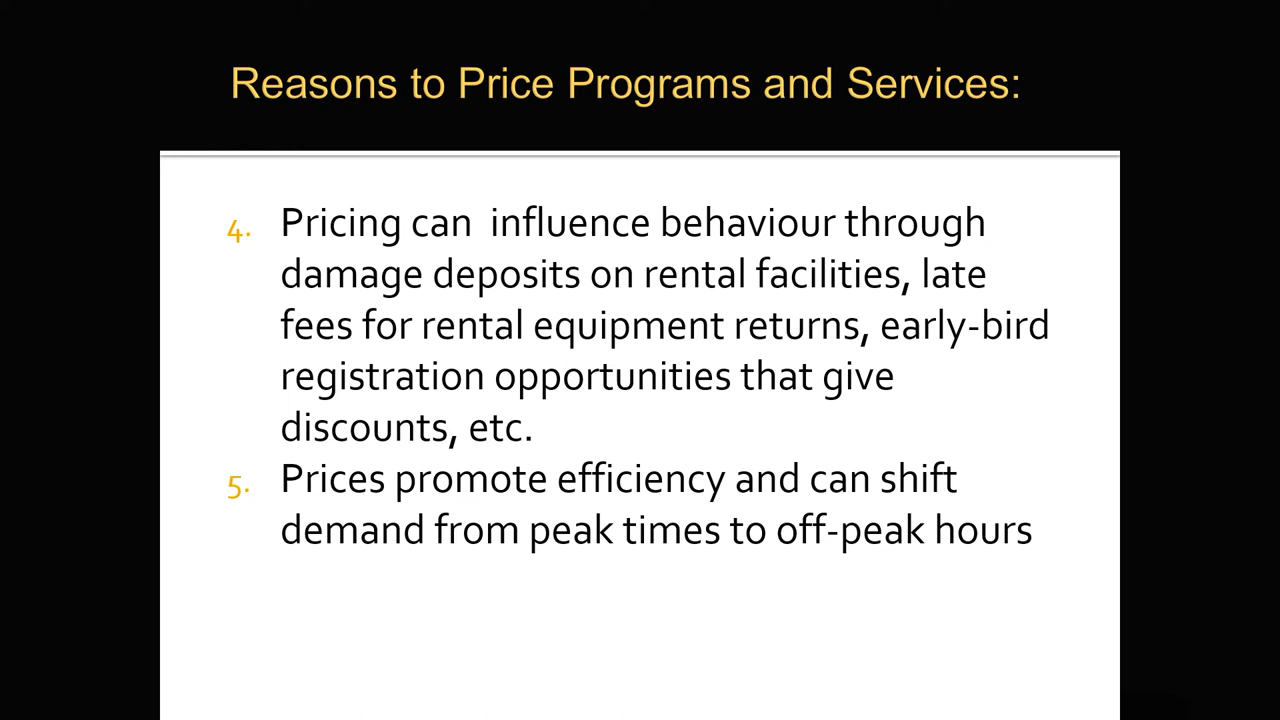 Reasons to Price Programs and Services:
4. Pricing can  influence behaviour through
damage deposits on rental facilities, late
fees for rental equipment returns, early-bird
registration opportunities that give
discounts, etc.
5. Prices promote efficiency and can shift
demand from peak times to off-peak hours